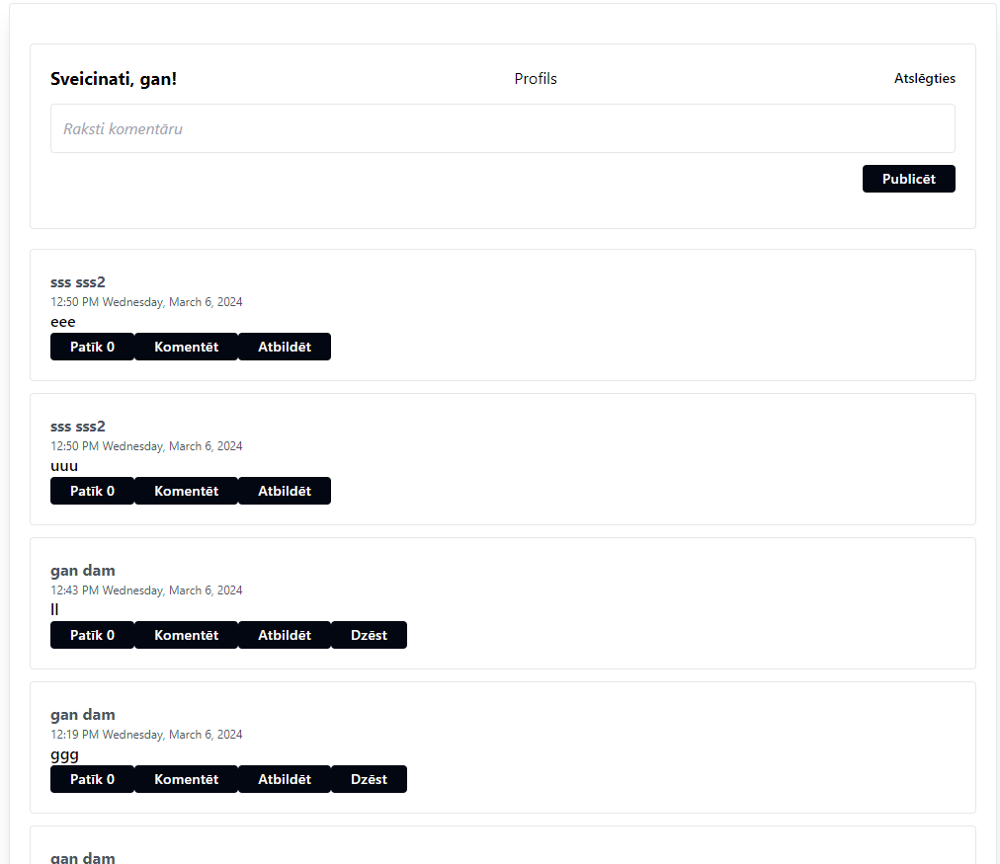 Sveicinati, gan! Profils Atslēgties
Raksti komentāru
Publicēt
sss sss2
12:50 PM Wednesday, March 6, 2024
eee
Patīk 0 Komentēt Atbildēt
sss sss2
12:50 PM Wednesday, March 6, 2024
uuu
Patīk 0 Komentēt Atbildēt
gan dam
12:43 PM Wednesday, March 6, 2024
ll
Patīk 0 Komentēt Atbildēt Dzēst
gan dam
12:19 PM Wednesday, March 6, 2024
ggg
Patīk 0 Komentēt Atbildēt Dzēst
gan dam